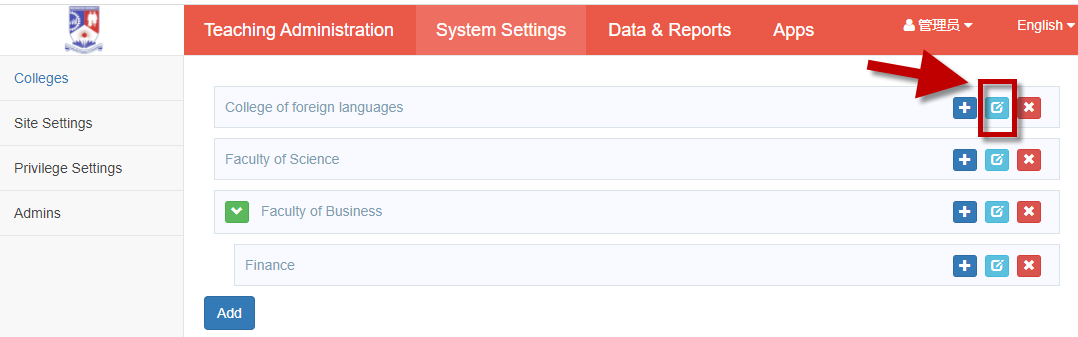 Teaching Administration System Settings Data & Reports Apps 管理员 English
Colleges
Site Settings
Privilege Settings
Admins
College of foreign languages
Faculty of Science
Faculty of Business
Finance
Add